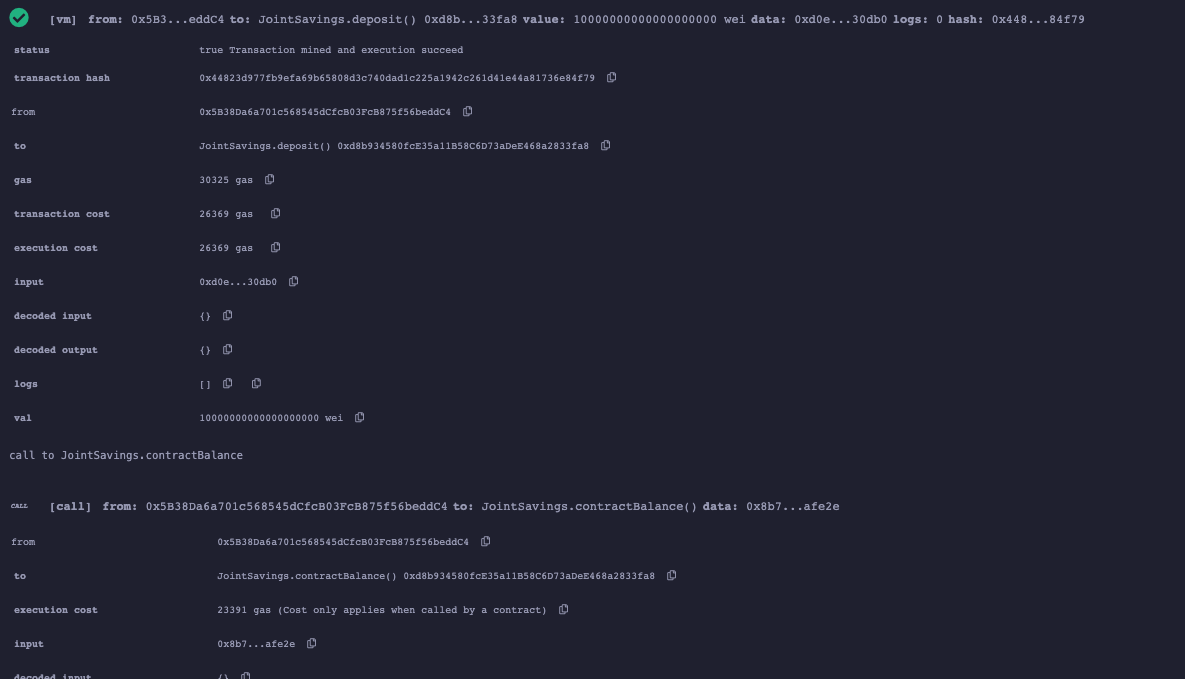 [vm] from: 0x5B3...eddC4 to: JointSavings.deposit() 0xd8b...33fa8 value: 10000000000000000000 wei data: 0xd0e...30db0 logs: 0 hash: 0x448...84f79
status true Transaction mined and execution succeed
transaction hash 0x44823d977fb9efa69b65808d3c740dad1c225a1942c261d41e44a81736e84f79
from 0x5B38Da6a701c568545dCfcB03FcB875f56beddC4
to JointSavings.deposit() 0xd8b934580fcE35a11B58C6D73aDeE468a2833fa8
gas 30325 gas
transaction cost 26369 gas
execution cost 26369 gas
input 0xd0e...30db0
decoded input {}
decoded output {}
logs []
val 10000000000000000000 wei
call to JointSavings.contractBalance
CALL [call] from: 0x5B38Da6a701c568545dCfcB03FcB875f56beddC4 to: JointSavings.contractBalance() data: 0x8b7...afe2e
from 0x5B38Da6a701c568545dCfcB03FcB875f56beddC4
to JointSavings.contractBalance() 0xd8b934580fcE35a11B58C6D73aDeE468a2833fa8
execution cost 23391 gas (Cost only applies when called by a contract)
input 0x8b7...afe2e
decoded input {}